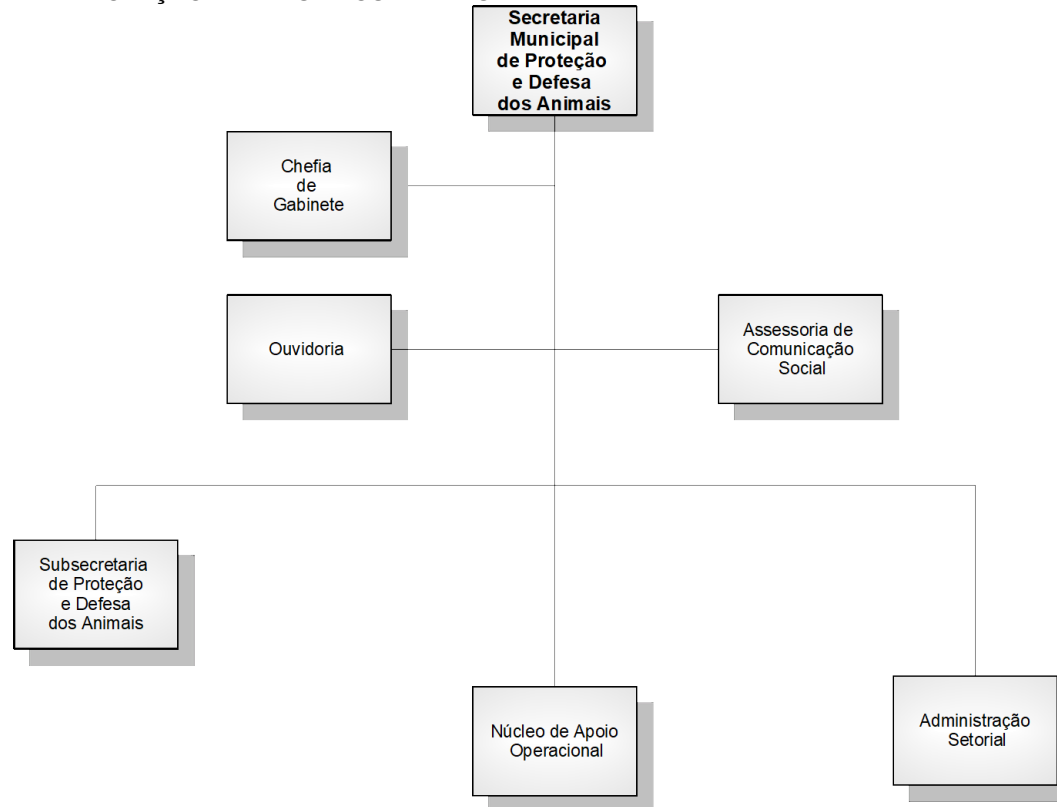 Secretaria
Municipal
de Proteção
e Defesa
dos Animais
Chefia
de
Gabinete
Ouvidoria
Assessoria de
Comunicação
Social
Subsecretaria
de Proteção
e Defesa
dos Animais
Núcleo de Apoio
Operacional
Administração
Setorial